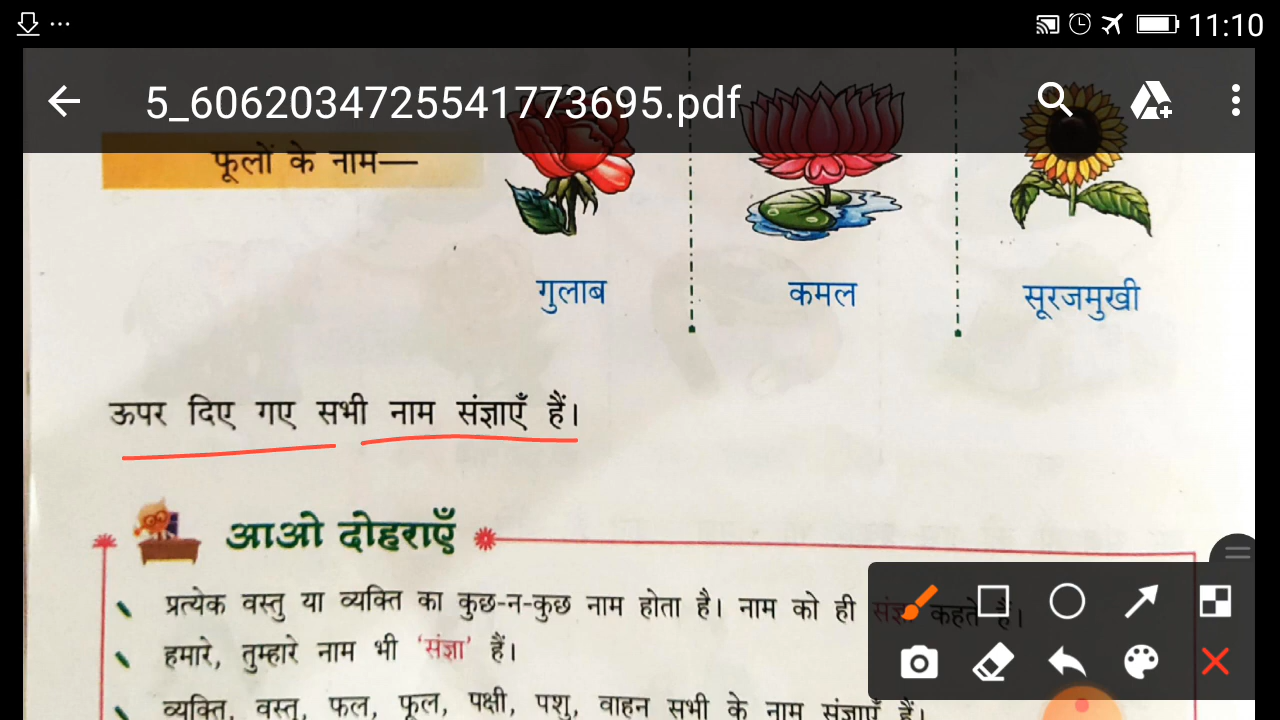 11:10
5_6062034725541773695.pdf
फूलों के नाम—
गुलाब कमल सूरजमुखी
ऊपर दिए गए सभी नाम संज्ञाएँ हैं।
आओ दोहराएँ
प्रत्येक वस्तु या व्यक्ति का कुछ-न-कुछ नाम होता है। नाम को ही संज्ञा कहते हैं।
हमारे, तुम्हारे नाम भी 'संज्ञा' हैं।
व्यक्ति, वस्तु, फल, फूल, पक्षी, पशु, वाहन सभी के नाम संज्ञाएँ हैं।